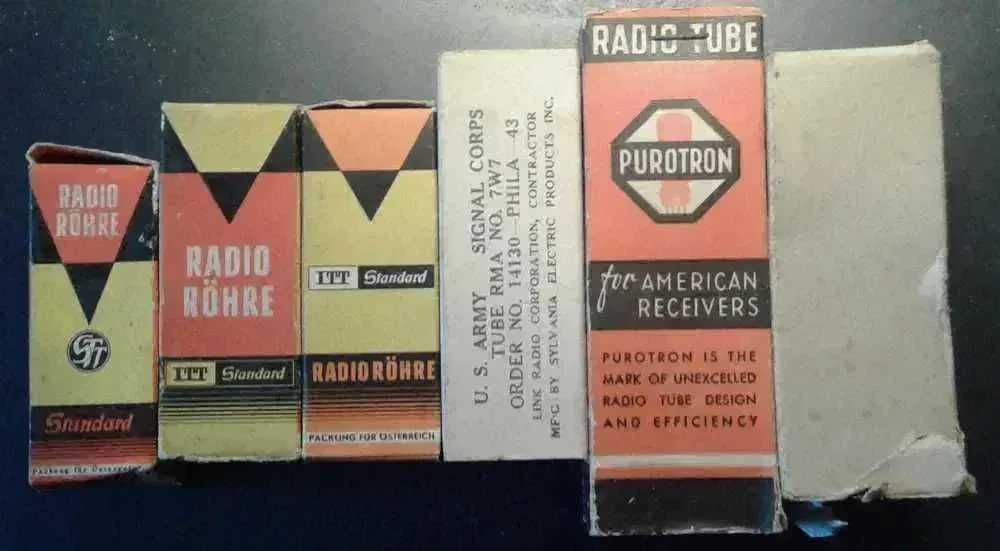 RADIO
RÖHRE
Standard
RADIO
RÖHRE
ITT Standard
ITT Standard
RADIO RÖHRE
PACKUNG FÜR ÖSTERREICH
U. S. ARMY SIGNAL CORPS
TUBE RMA NO. 7W7
ORDER NO. 14130—PHILA—43
LINK RADIO CORPORATION, CONTRACTOR
MFG BY SYLVANIA ELECTRIC PRODUCTS INC.
RADIO TUBE
PUROTRON
for AMERICAN
RECEIVERS
PUROTRON IS THE
MARK OF UNEXCELLED
RADIO TUBE DESIGN
AND EFFICIENCY